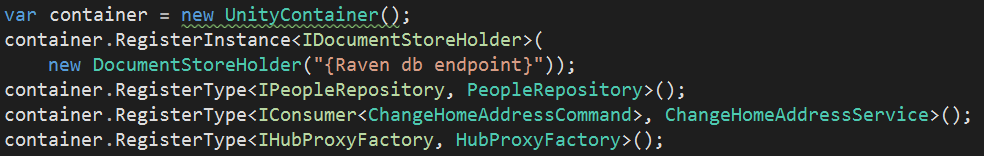 var container = new UnityContainer();
container.RegisterInstance<IDocumentStoreHolder>(
    new DocumentStoreHolder("{Raven db endpoint}"));
container.RegisterType<IPeopleRepository, PeopleRepository>();
container.RegisterType<IConsumer<ChangeHomeAddressCommand>, ChangeHomeAddressService>();
container.RegisterType<IHubProxyFactory, HubProxyFactory>();